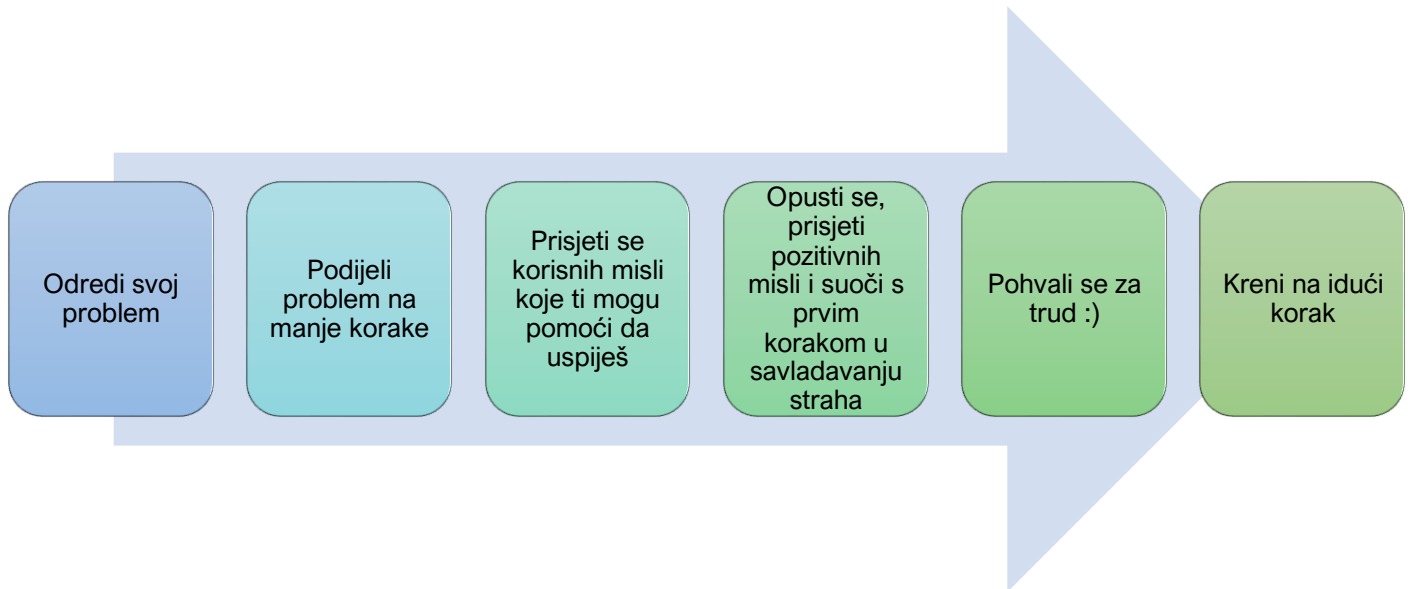 Odredi svoj
problem
Podijeli
problem na
manje korake
Prisjeti se
korisnih misli
koje ti mogu
pomoći da
uspiješ
Opusti se,
prisjeti
pozitivnih
misli i suoči s
prvim
korakom u
savladavanju
straha
Pohvali se za
trud :)
Kreni na idući
korak